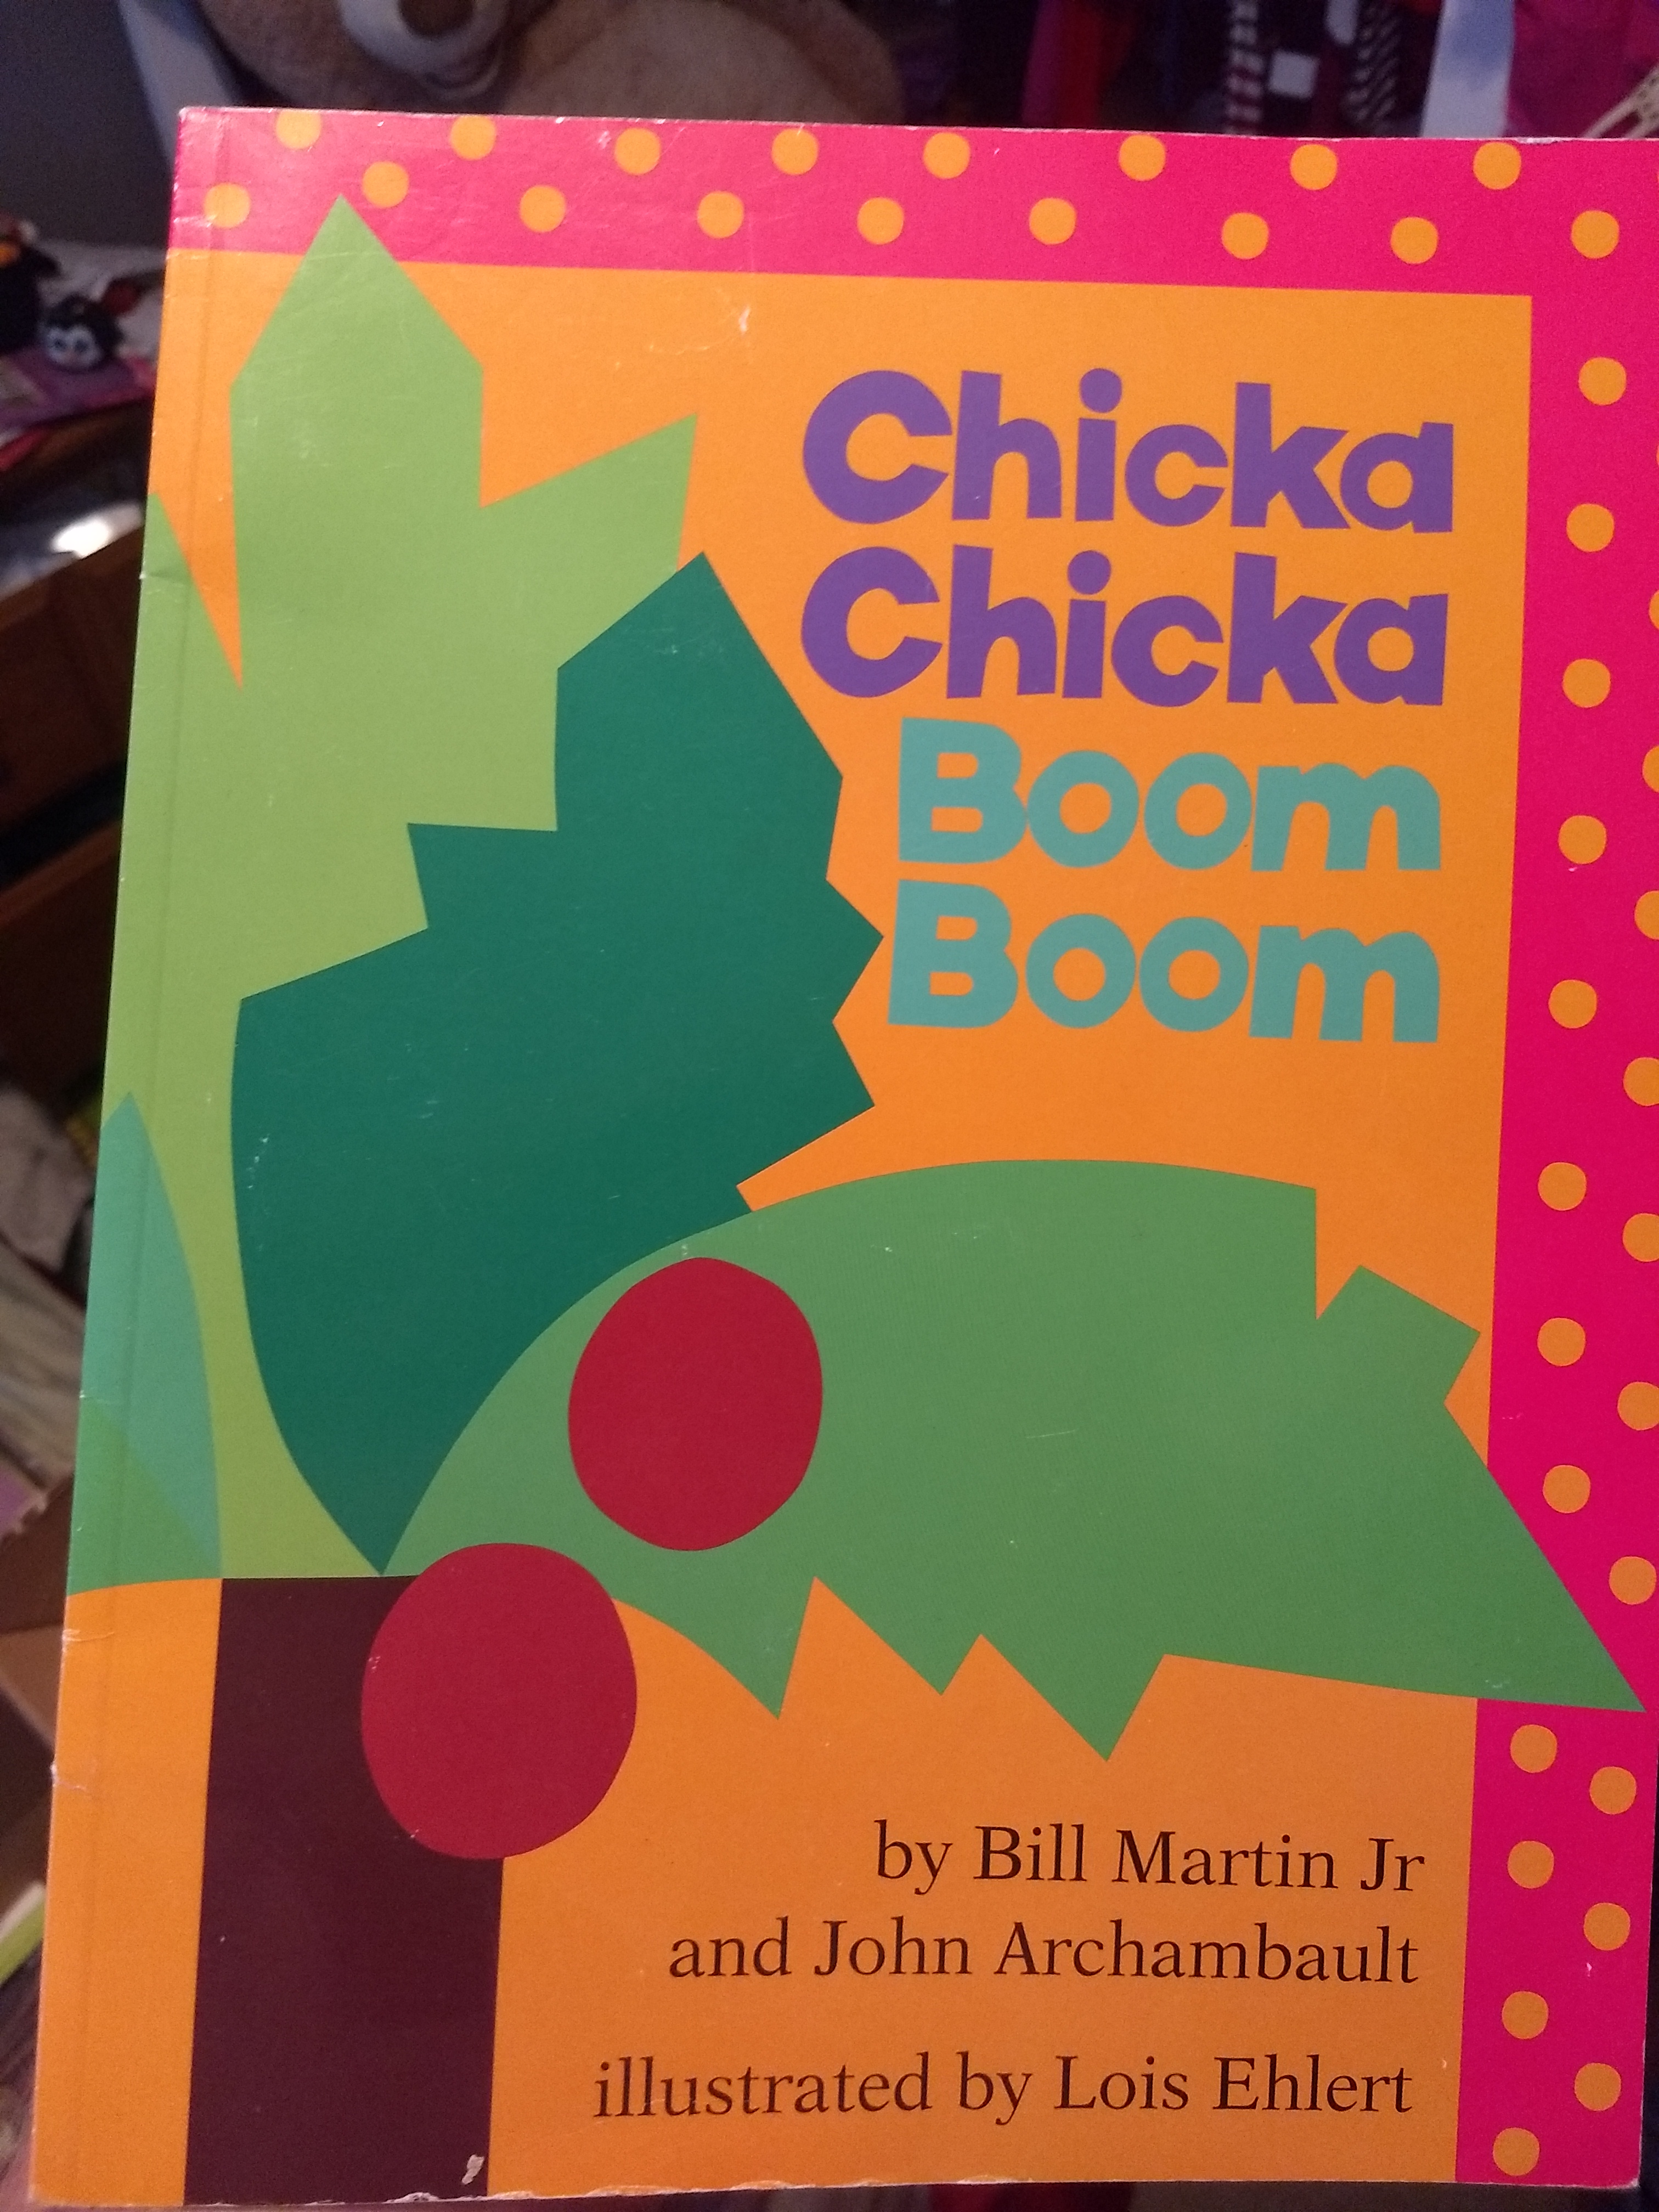 Chicka
Chicka
Boom
Boom
by Bill Martin Jr
and John Archambault
illustrated by Lois Ehlert